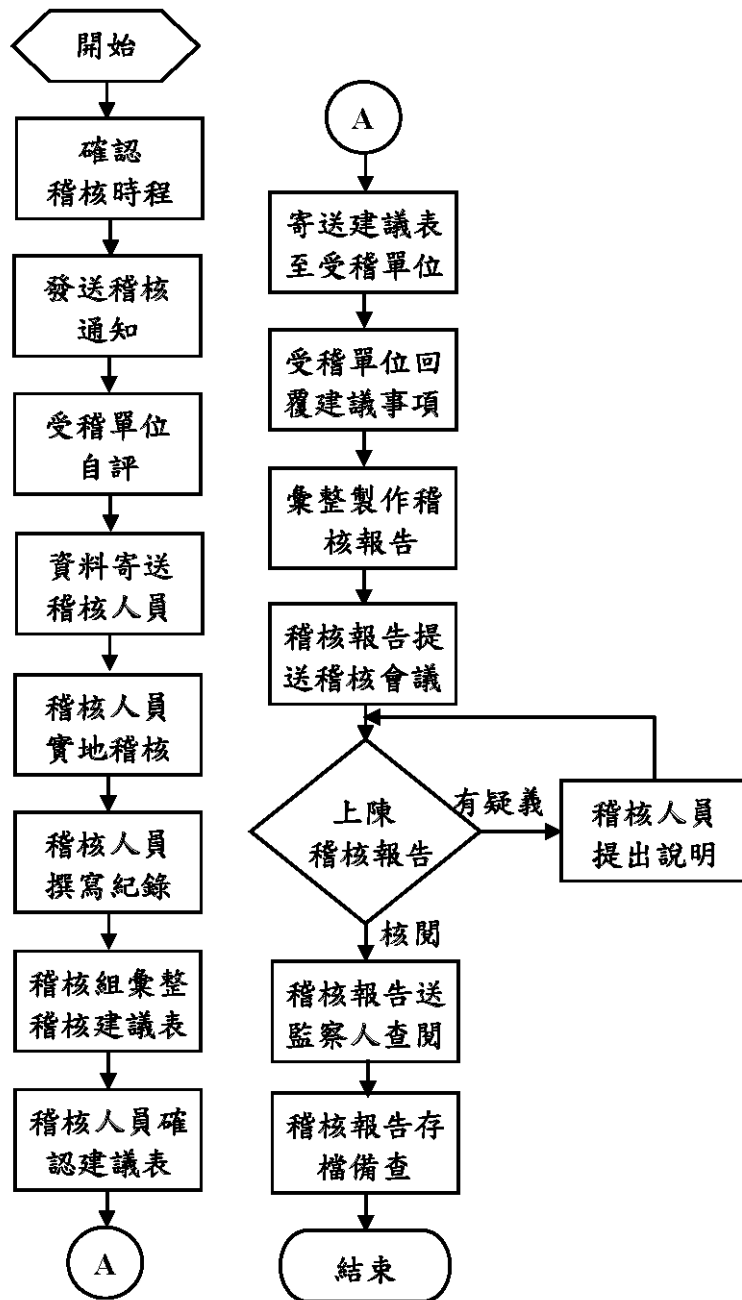 開始
確認
稽核時程
發送稽核
通知
受稽單位
自評
資料寄送
稽核人員
稽核人員
實地稽核
稽核人員
撰寫紀錄
稽核組彙整
稽核建議表
稽核人員確
認建議表
A
A
寄送建議表
至受稽單位
受稽單位回
覆建議事項
彙整製作稽
核報告
稽核報告提
送稽核會議
上陳
稽核報告
有疑義
稽核人員
提出說明
核閱
稽核報告送
監察人查閱
稽核報告存
檔備查
結束